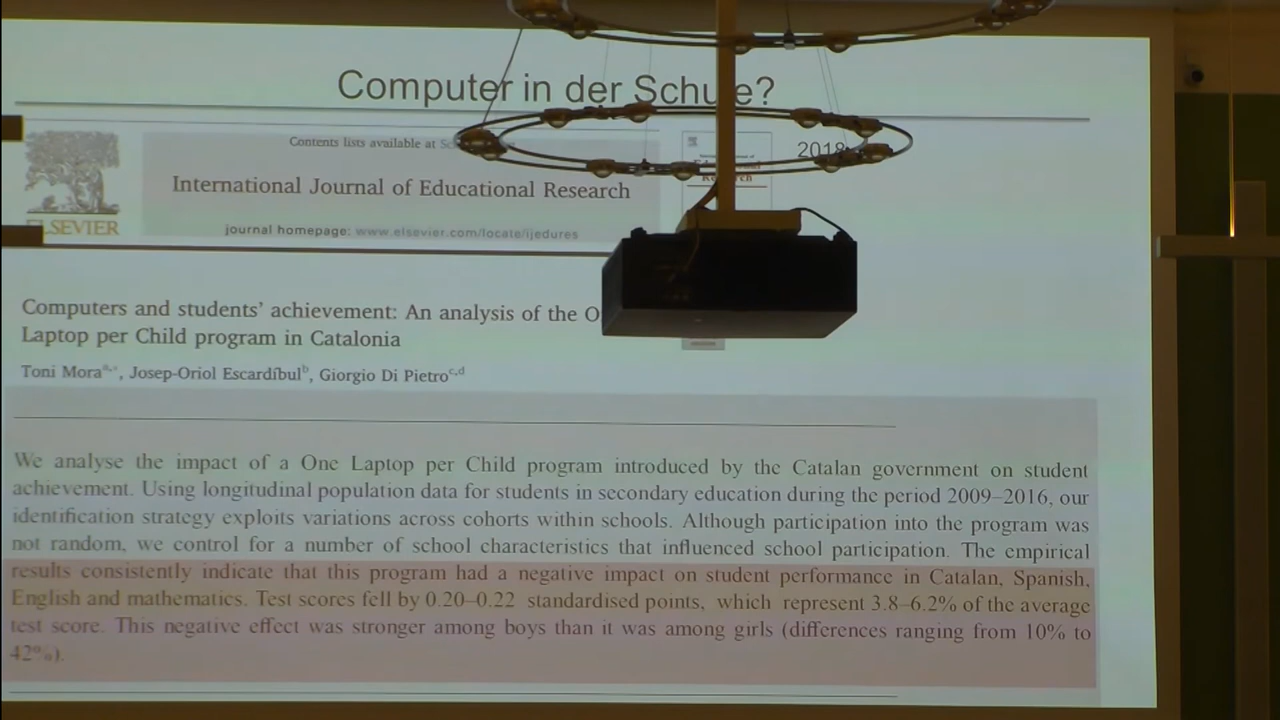 Computer in der Schule?
Contents lists available at
2018
International Journal of Educational Research
ELSEVIER
journal homepage: www.elsevier.com/locate/ijedures
Computers and students' achievement: An analysis of the
Laptop per Child program in Catalonia
Toni Mora a,*, Josep-Oriol Escardíbul b, Giorgio Di Pietro c,d
We analyse the impact of a One Laptop per Child program introduced by the Catalan government on student
achievement. Using longitudinal population data for students in secondary education during the period 2009–2016, our
identification strategy exploits variations across cohorts within schools. Although participation into the program was
not random, we control for a number of school characteristics that influenced school participation. The empirical
results consistently indicate that this program had a negative impact on student performance in Catalan, Spanish,
English and mathematics. Test scores fell by 0.20–0.22 standardised points, which represent 3.8–6.2% of the average
test score. This negative effect was stronger among boys than it was among girls (differences ranging from 10% to
42%).